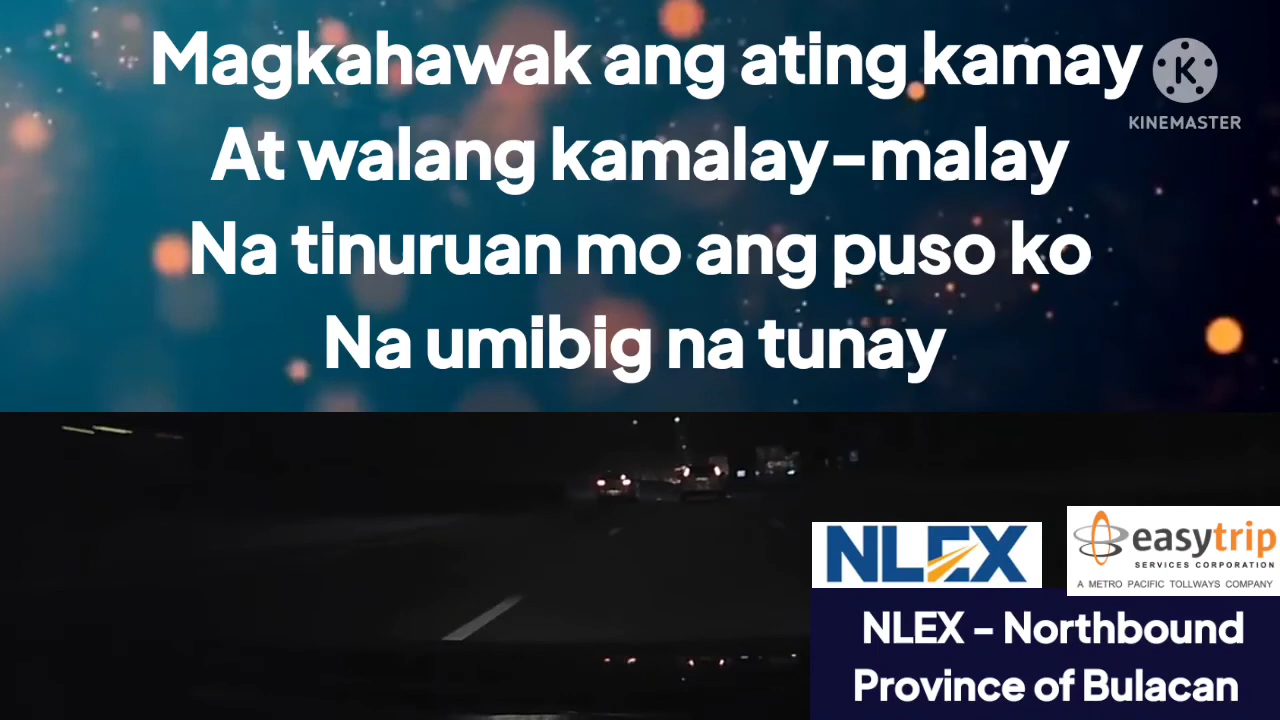 Magkahawak ang ating kamay
At walang kamalay-malay
Na tinuruan mo ang puso ko
Na umibig na tunay
K
KINEMASTER
NLEX
easytrip
SERVICES CORPORATION
A METRO PACIFIC TOLLWAYS COMPANY
NLEX - Northbound
Province of Bulacan